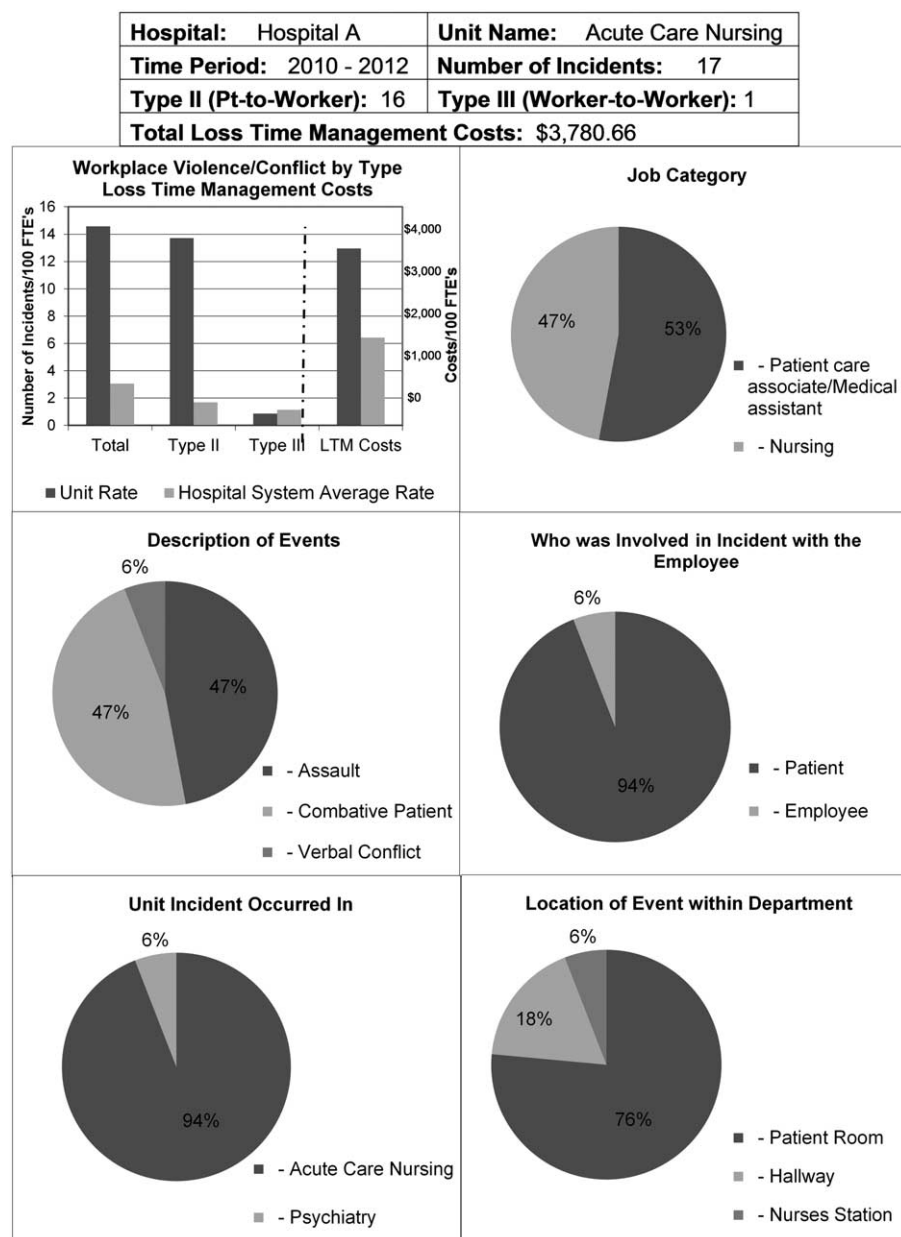 Hospital: Hospital A Unit Name: Acute Care Nursing
Time Period: 2010 - 2012 Number of Incidents: 17
Type II (Pt-to-Worker): 16 Type III (Worker-to-Worker): 1
Total Loss Time Management Costs: $3,780.66
Workplace Violence/Conflict by Type
Loss Time Management Costs
Number of Incidents/100 FTE's
16
14
12
10
8
6
4
2
0
$4,000
$3,000
$2,000
$1,000
$0
Costs/100 FTE's
Total Type II Type III LTM Costs
Unit Rate Hospital System Average Rate
Job Category
47%
53%
- Patient care
associate/Medical
assistant
- Nursing
Description of Events
6%
47%
47%
- Assault
- Combative Patient
- Verbal Conflict
Who was Involved in Incident with the
Employee
6%
94%
- Patient
- Employee
Unit Incident Occurred In
6%
94%
- Acute Care Nursing
- Psychiatry
Location of Event within Department
6%
18%
76%
- Patient Room
- Hallway
- Nurses Station